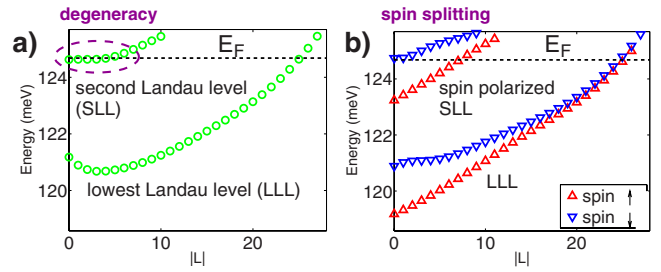 degeneracy
a)
E_F
second Landau level
(SLL)
lowest Landau level (LLL)
Energy (meV)
124
122
120
0
10
20
|L|
spin splitting
b)
E_F
spin polarized
SLL
LLL
spin ↑
spin ↓
Energy (meV)
124
122
120
0
10
20
|L|